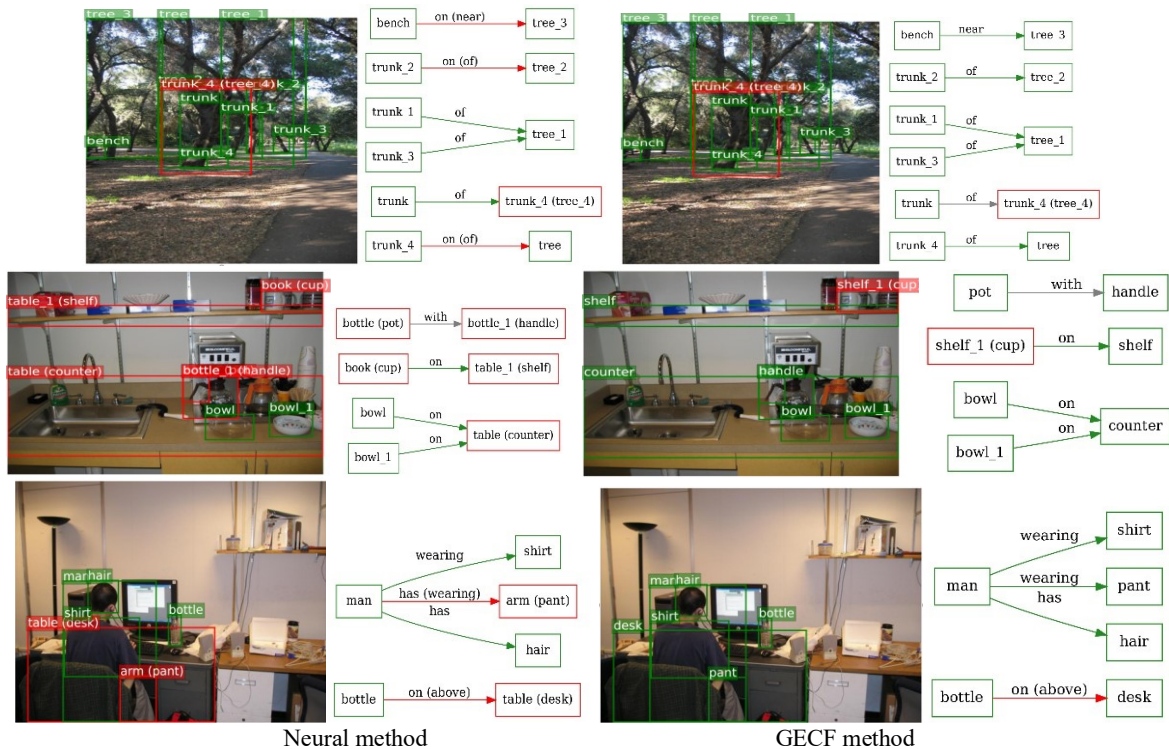 tree_3
tree
tree_1
tree_2
trunk_4 (tree_4)
k_2
trunk
trunk_1
trunk_3
bench
trunk_4
bench
on (near)
tree_3
trunk_2
on (of)
tree_2
trunk 1
of
trunk_3
of
tree_1
trunk
of
trunk_4 (tree_4)
trunk_4
on (of)
tree
tree_3
tree
tree_1
trunk_4 (tree_4)
k_2
trunk
trunk_1
trunk_3
bench
trunk_4
bench
near
tree 3
trunk_2
of
tree_2
trunk_1
of
trunk_3
of
tree_1
trunk
of
trunk_4 (tree_4)
trunk 4
of
tree
book (cup)
table_1 (shelf)
table (counter)
bottle_1 (handle)
bowl
bowl_1
bottle (pot)
with
bottle_1 (handle)
book (cup)
on
table_1 (shelf)
bowl
on
bowl_1
on
table (counter)
shelf_1 (cup)
shelf
counter
handle
bowl
bowl_1
pot
with
handle
shelf_1 (cup)
on
shelf
bowl
on
bowl_1
on
counter
man
hair
shirt
bottle
table (desk)
arm (pant)
man
wearing
shirt
has (wearing)
arm (pant)
has
hair
bottle
on (above)
table (desk)
man
hair
bottle
shirt
desk
pant
man
wearing
shirt
wearing
pant
has
hair
bottle
on (above)
desk
Neural method
GECF method